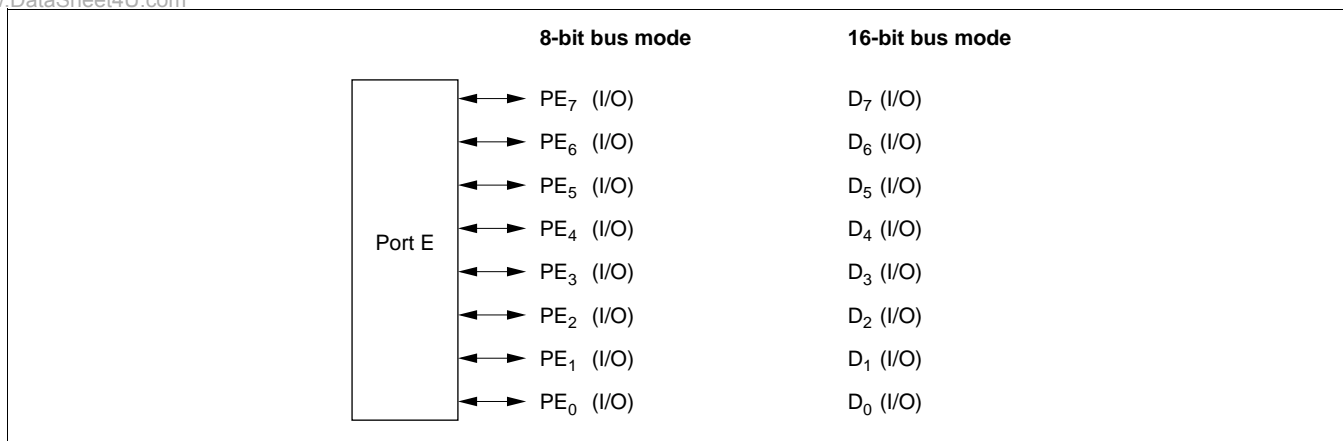 w.DataSheet4U.com
8-bit bus mode 16-bit bus mode
PE7 (I/O) D7 (I/O)
PE6 (I/O) D6 (I/O)
PE5 (I/O) D5 (I/O)
PE4 (I/O) D4 (I/O)
Port E
PE3 (I/O) D3 (I/O)
PE2 (I/O) D2 (I/O)
PE1 (I/O) D1 (I/O)
PE0 (I/O) D0 (I/O)